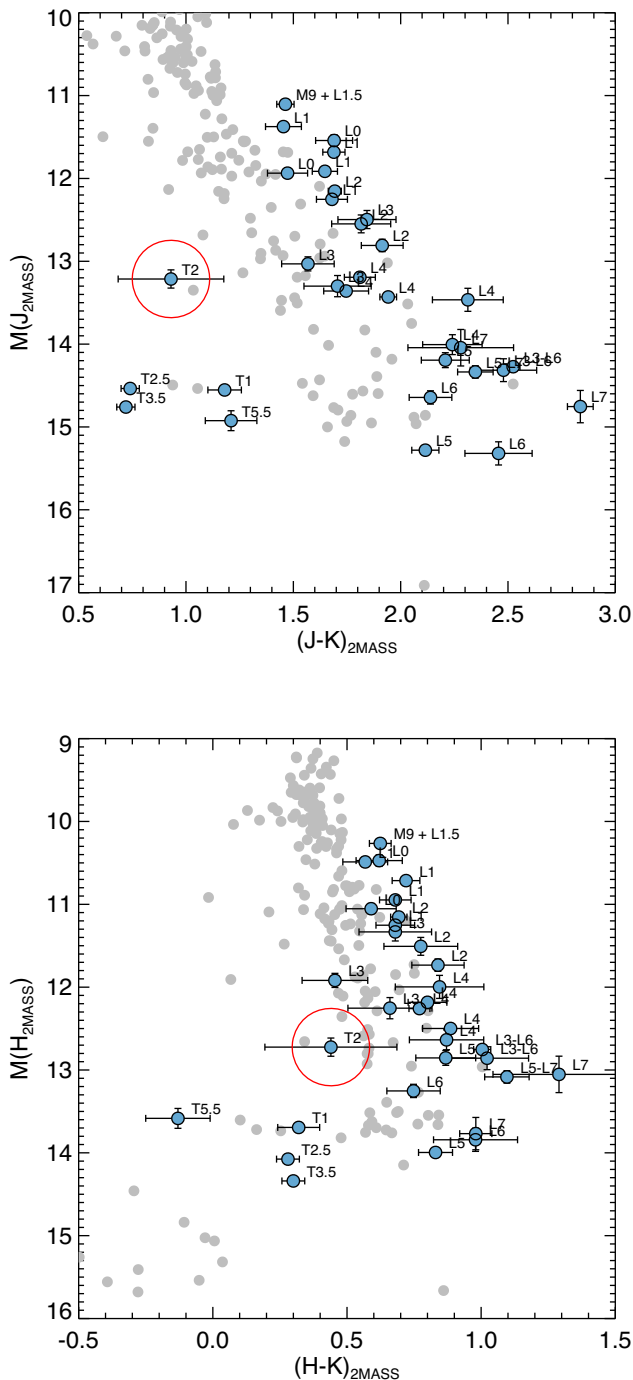 10
11
12
13
14
15
16
17
M(J2MASS)
M9 + L1.5
L1
L0
L1
L1
L0
L2
L1
L3
L2
L2
L3
L4
L4
L4
T2
L4
L7
L3-L6
L5
T2.5
T1
L6
L7
T3.5
T5.5
L5
L6
0.5
1.0
1.5
2.0
2.5
3.0
(J-K)2MASS
9
10
11
12
13
14
15
16
M(H2MASS)
M9 + L1.5
L0
L1
L1
L2
L3
L2
L2
L3
L4
L3
L4
L4
L4
T2
L3-L6
L5
L3-L6
L5-L7
L7
L6
T5.5
T1
L7
L6
L5
T2.5
T3.5
-0.5
0.0
0.5
1.0
1.5
(H-K)2MASS